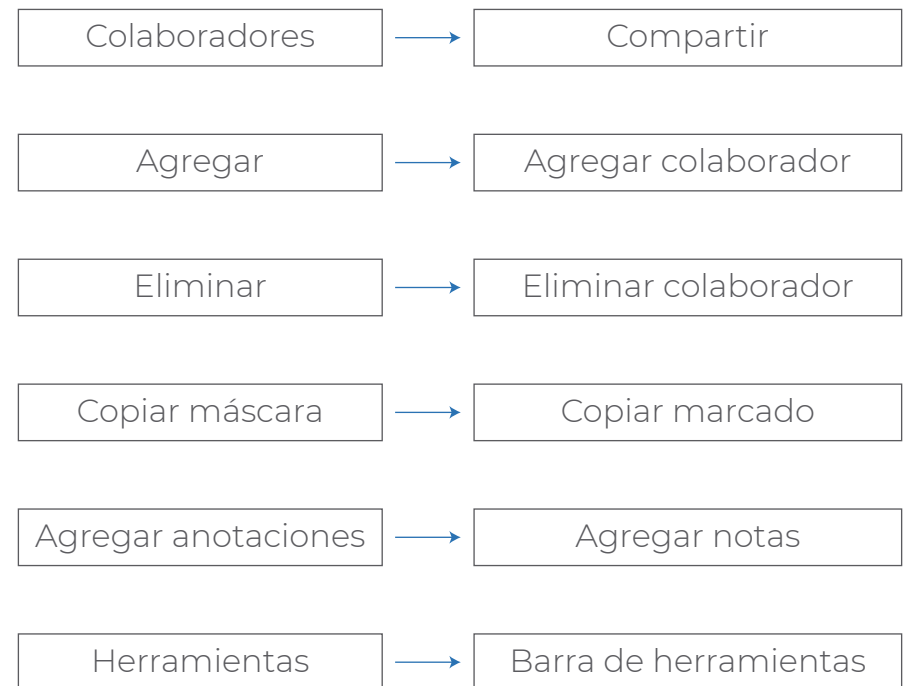 Colaboradores
Compartir
Agregar
Agregar colaborador
Eliminar
Eliminar colaborador
Copiar máscara
Copiar marcado
Agregar anotaciones
Agregar notas
Herramientas
Barra de herramientas